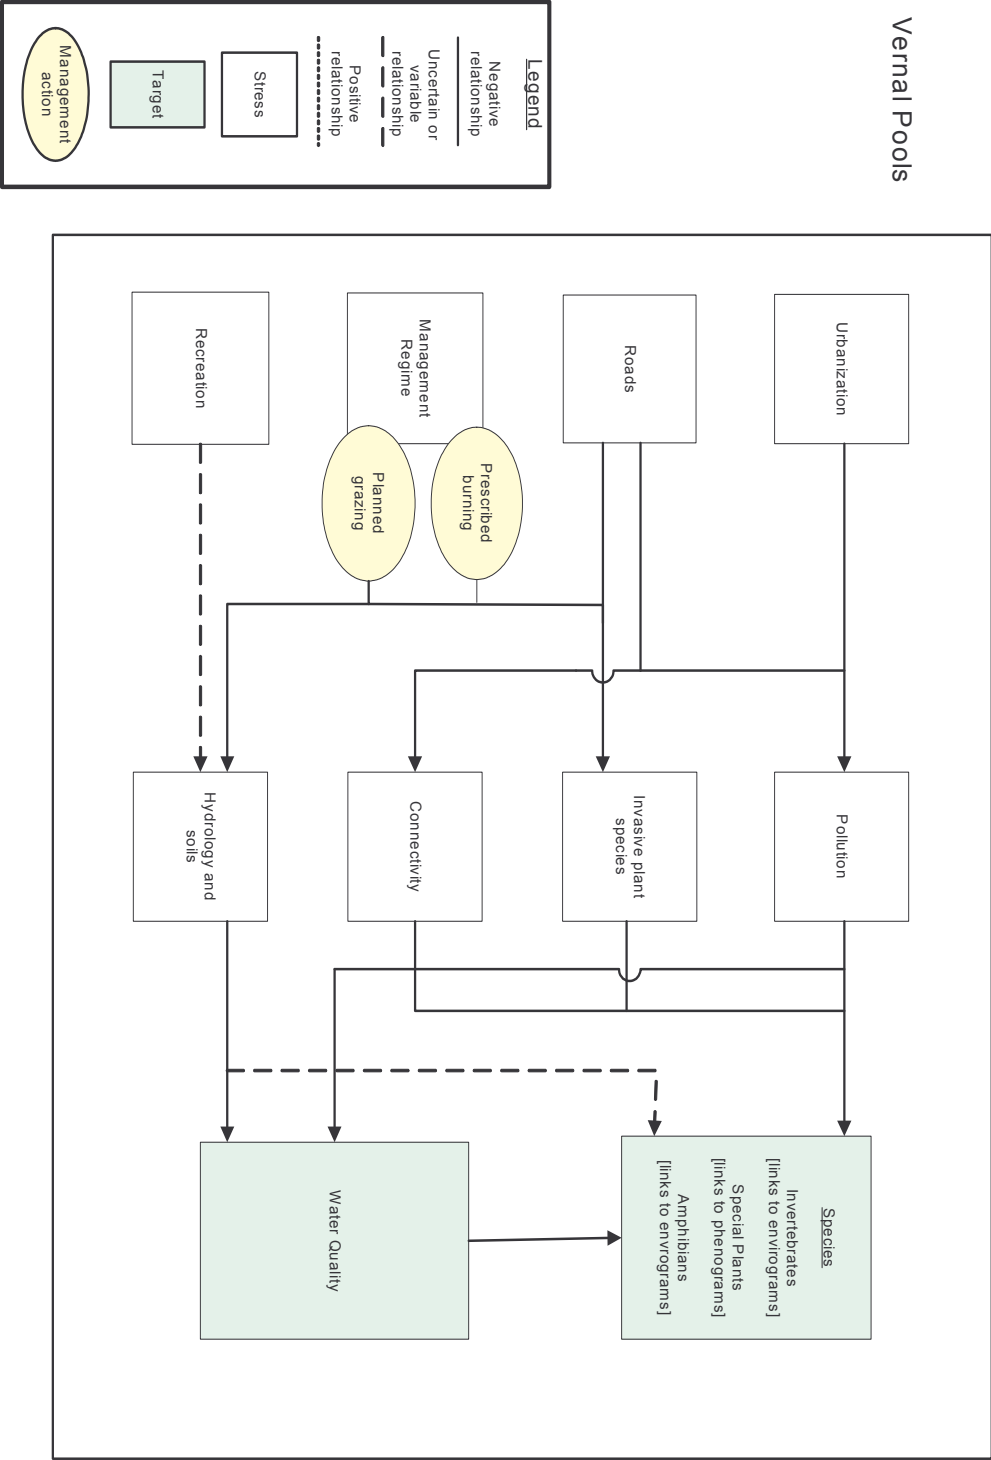 Vernal Pools
Legend
Negative
relationship
Uncertain or
variable
relationship
Positive
relationship
Stress
Target
Management
action
Urbanization
Roads
Management
Regime
Prescribed
burning
Planned
grazing
Recreation
Pollution
Invasive plant
species
Connectivity
Hydrology and
soils
Species
Invertebrates
[links to envirograms]
Special Plants
[links to phenograms]
Amphibians
[links to envrograms]
Water Quality